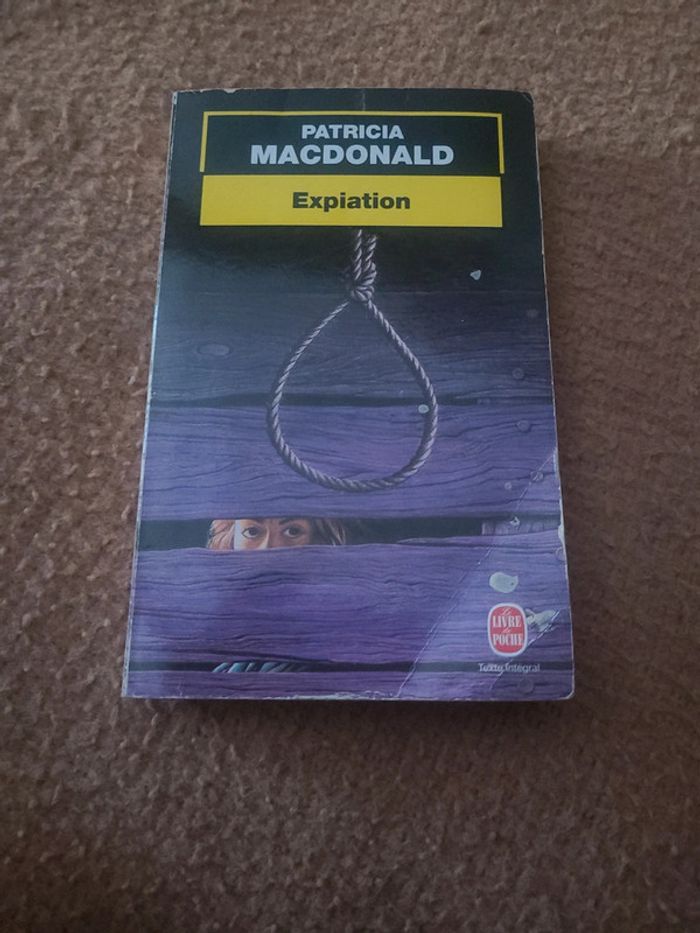 PATRICIA
MACDONALD
Expiation
Le
LIVRE
de
POCHE
Texte intégral